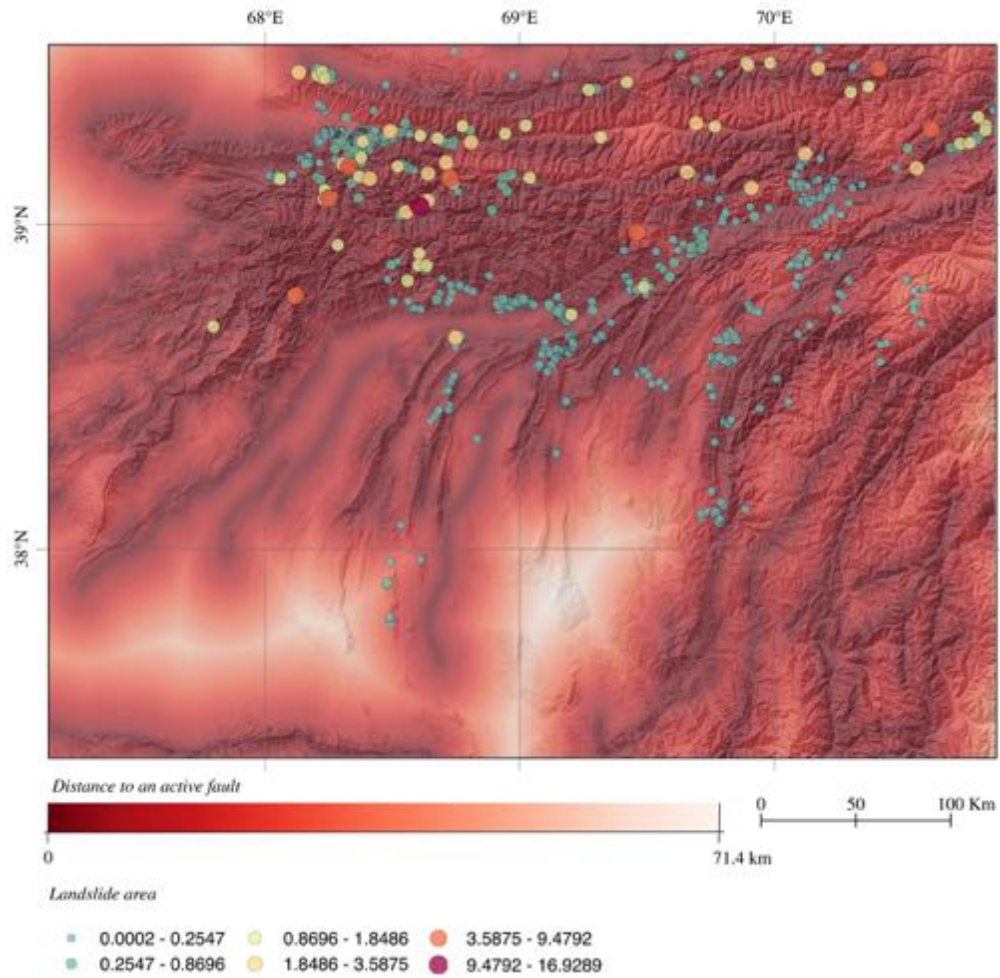 68°E 69°E 70°E
39°N
38°N
Distance to an active fault
0 50 100 Km
0 71.4 km
Landslide area
0.0002 - 0.2547 0.8696 - 1.8486 3.5875 - 9.4792
0.2547 - 0.8696 1.8486 - 3.5875 9.4792 - 16.9289